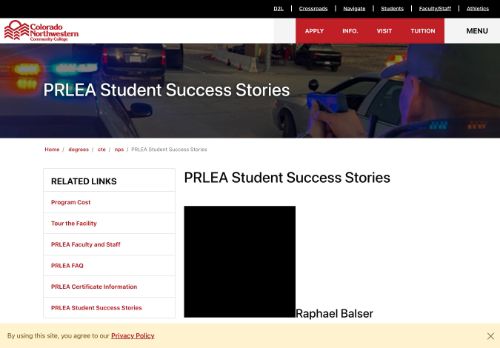 D2L | Crossroads | Navigate | Students | Faculty/Staff | Athletics
Colorado
Northwestern
Community College
APPLY INFO. VISIT TUITION MENU
PRLEA Student Success Stories
Home / degrees / cte / nps / PRLEA Student Success Stories
RELATED LINKS
PRLEA Student Success Stories
Program Cost
Tour the Facility
PRLEA Faculty and Staff
PRLEA FAQ
PRLEA Certificate Information
PRLEA Student Success Stories
Raphael Balser
By using this site, you agree to our Privacy Policy